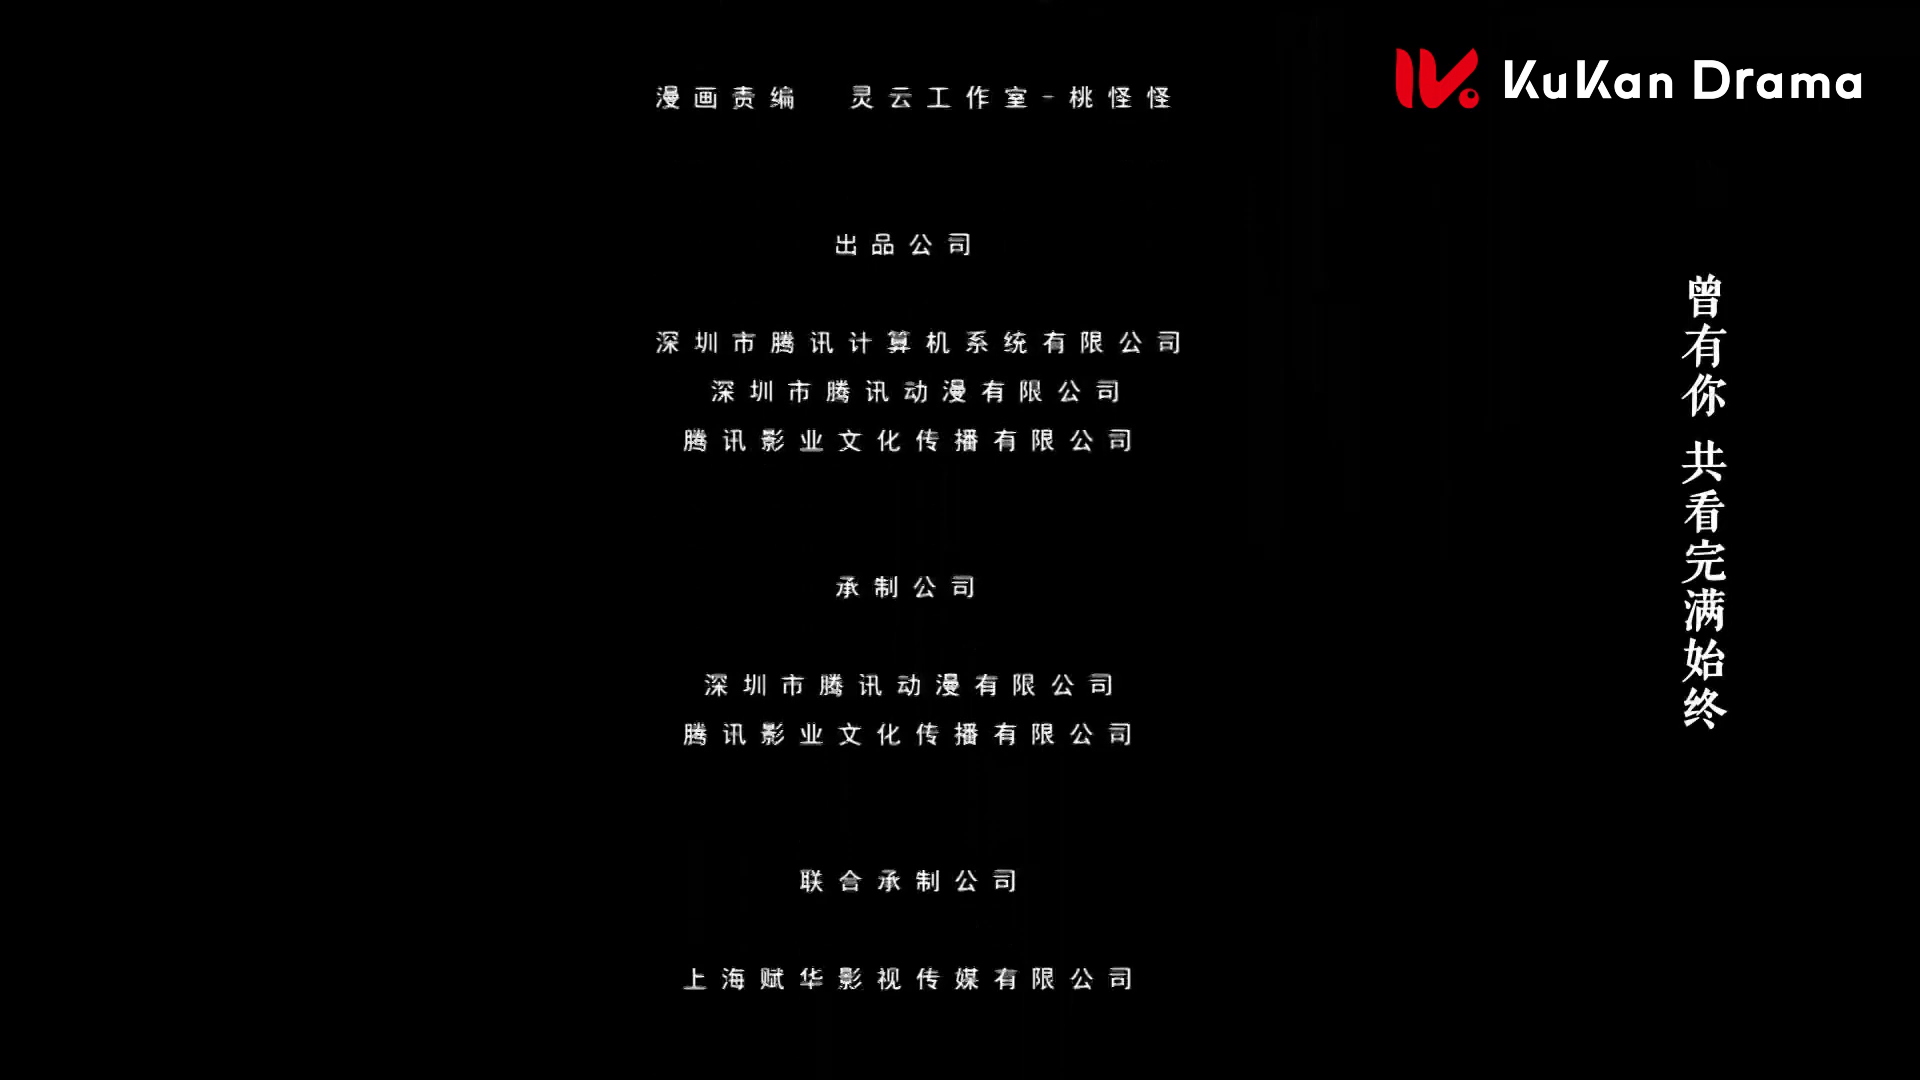 漫画责编 灵云工作室-桃怪怪
KuKan Drama
出品公司
深圳市腾讯计算机系统有限公司
深圳市腾讯动漫有限公司
腾讯影业文化传播有限公司
承制公司
深圳市腾讯动漫有限公司
腾讯影业文化传播有限公司
联合承制公司
上海赋华影视传媒有限公司
曾有你 共看完满始终